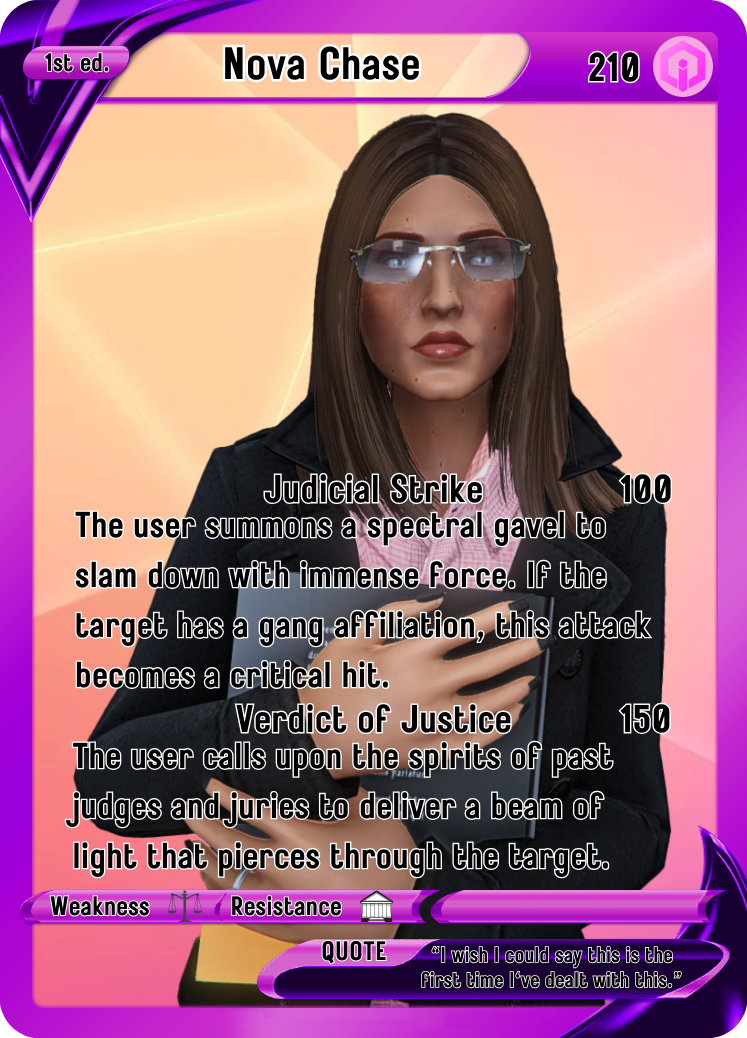 1st ed.
Nova Chase
210
Judicial Strike 100
The user summons a spectral gavel to
slam down with immense force. If the
target has a gang affiliation, this attack
becomes a critical hit.
Verdict of Justice 150
The user calls upon the spirits of past
judges and juries to deliver a beam of
light that pierces through the target.
Weakness Resistance
QUOTE
“I wish I could say this is the
first time I've dealt with this.”